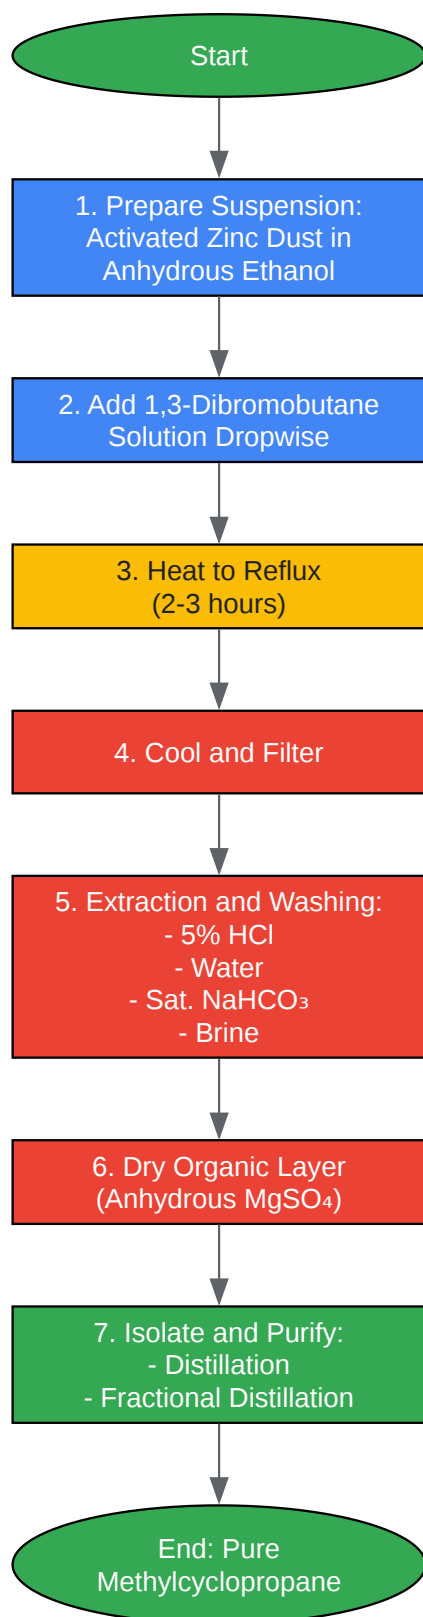 Start
1. Prepare Suspension:
Activated Zinc Dust in
Anhydrous Ethanol
2. Add 1,3-Dibromobutane
Solution Dropwise
3. Heat to Reflux
(2-3 hours)
4. Cool and Filter
5. Extraction and Washing:
- 5% HCl
- Water
- Sat. NaHCO₃
- Brine
6. Dry Organic Layer
(Anhydrous MgSO₄)
7. Isolate and Purify:
- Distillation
- Fractional Distillation
End: Pure
Methylcyclopropane